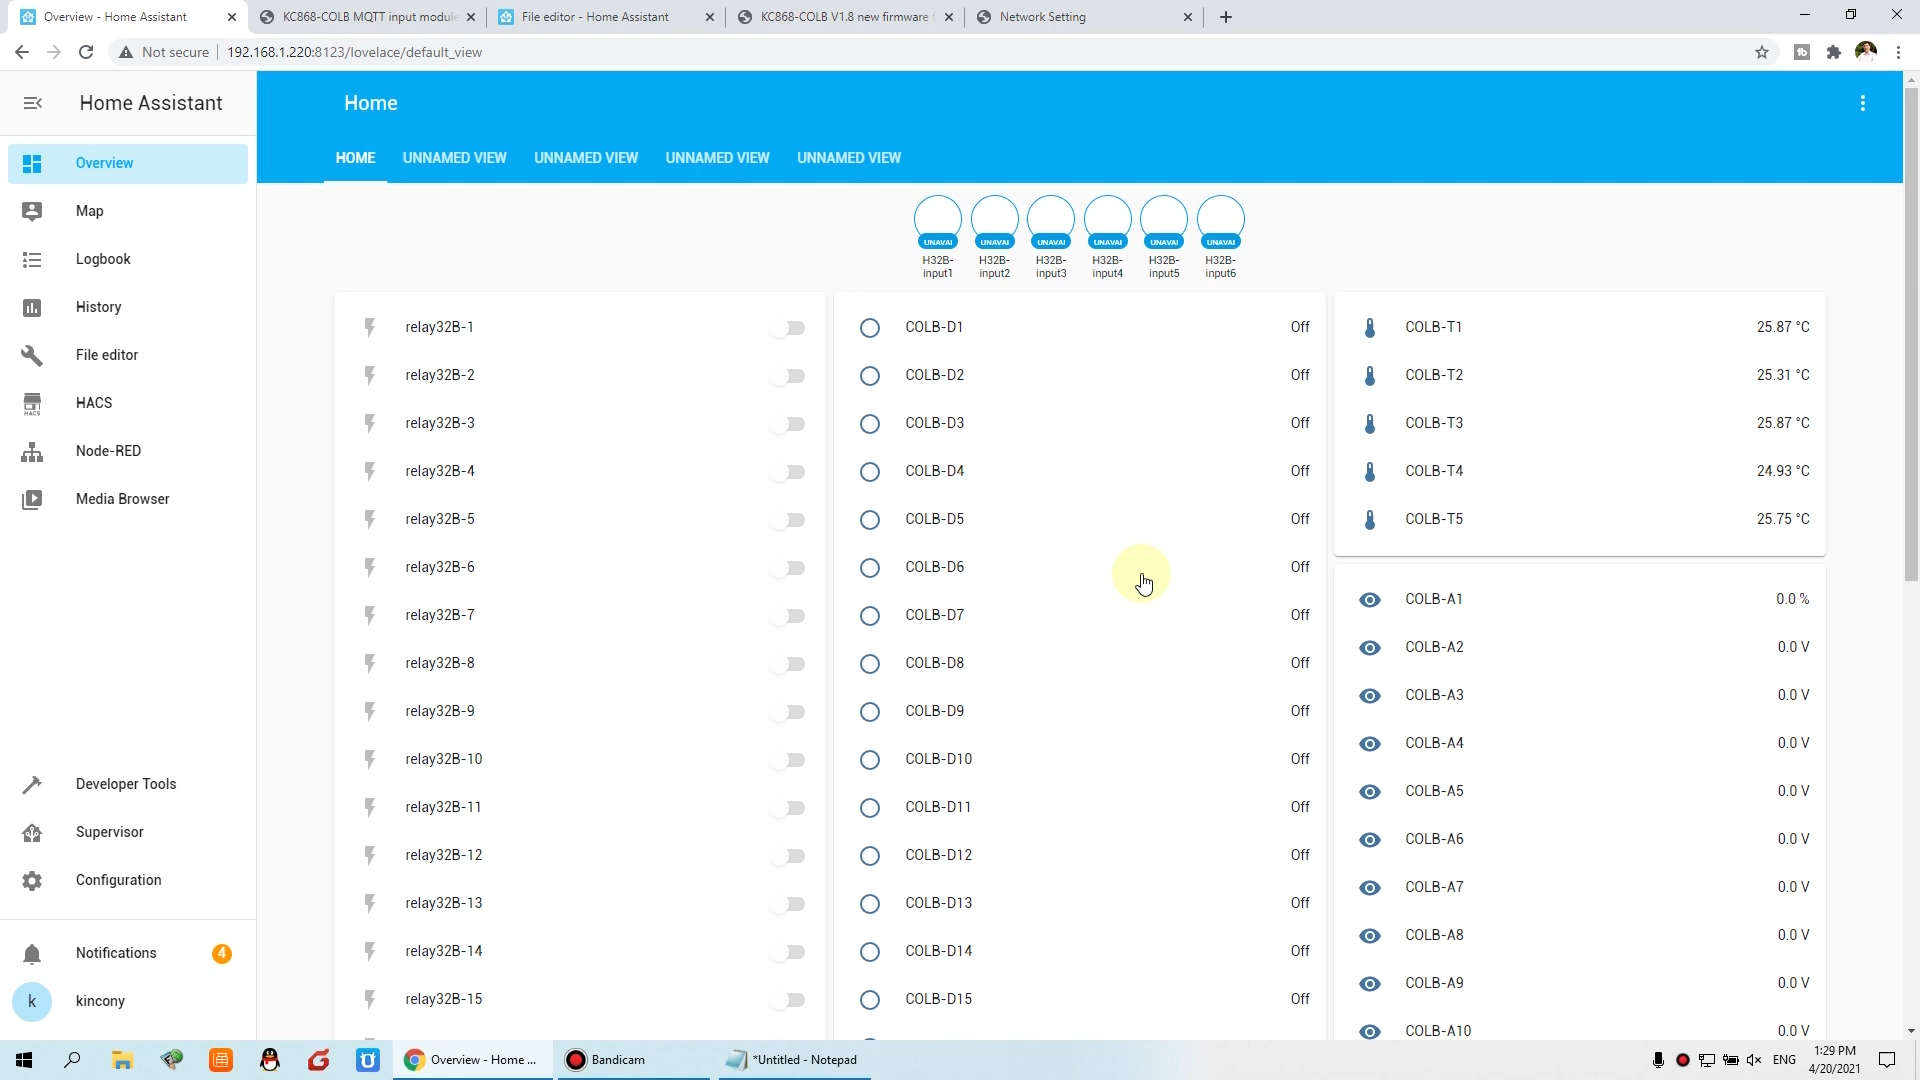 Overview - Home Assistant
KC868-COLB MQTT input module
File editor - Home Assistant
KC868-COLB V1.8 new firmware f
Network Setting
Not secure
192.168.1.220:8123/lovelace/default_view
Home Assistant
Home
HOME
UNNAMED VIEW
UNNAMED VIEW
UNNAMED VIEW
UNNAMED VIEW
Overview
Map
Logbook
History
File editor
HACS
HACS
Node-RED
Media Browser
Developer Tools
Supervisor
Configuration
Notifications
4
k
kincony
UNAVAI
UNAVAI
UNAVAI
UNAVAI
UNAVAI
UNAVAI
H32B-input1
H32B-input2
H32B-input3
H32B-input4
H32B-input5
H32B-input6
relay32B-1
relay32B-2
relay32B-3
relay32B-4
relay32B-5
relay32B-6
relay32B-7
relay32B-8
relay32B-9
relay32B-10
relay32B-11
relay32B-12
relay32B-13
relay32B-14
relay32B-15
COLB-D1 Off
COLB-D2 Off
COLB-D3 Off
COLB-D4 Off
COLB-D5 Off
COLB-D6 Off
COLB-D7 Off
COLB-D8 Off
COLB-D9 Off
COLB-D10 Off
COLB-D11 Off
COLB-D12 Off
COLB-D13 Off
COLB-D14 Off
COLB-D15 Off
COLB-T1 25.87 °C
COLB-T2 25.31 °C
COLB-T3 25.87 °C
COLB-T4 24.93 °C
COLB-T5 25.75 °C
COLB-A1 0.0 %
COLB-A2 0.0 V
COLB-A3 0.0 V
COLB-A4 0.0 V
COLB-A5 0.0 V
COLB-A6 0.0 V
COLB-A7 0.0 V
COLB-A8 0.0 V
COLB-A9 0.0 V
COLB-A10 0.0 V
Overview - Home ...
Bandicam
*Untitled - Notepad
ENG
1:29 PM
4/20/2021